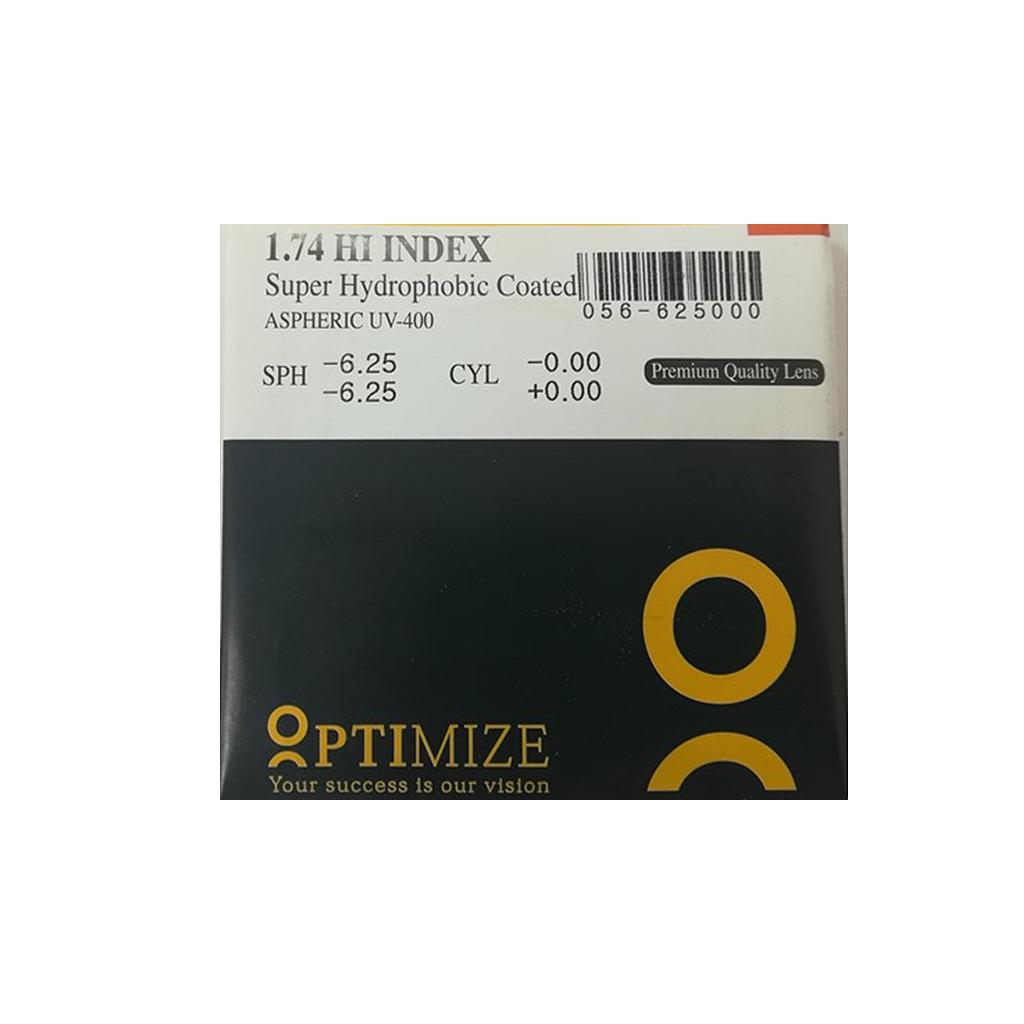 1.74 HI INDEX
Super Hydrophobic Coated
ASPHERIC UV-400
056-625000
SPH -6.25 CYL -0.00
-6.25 +0.00
Premium Quality Lens
OPTIMIZE
Your success is our vision